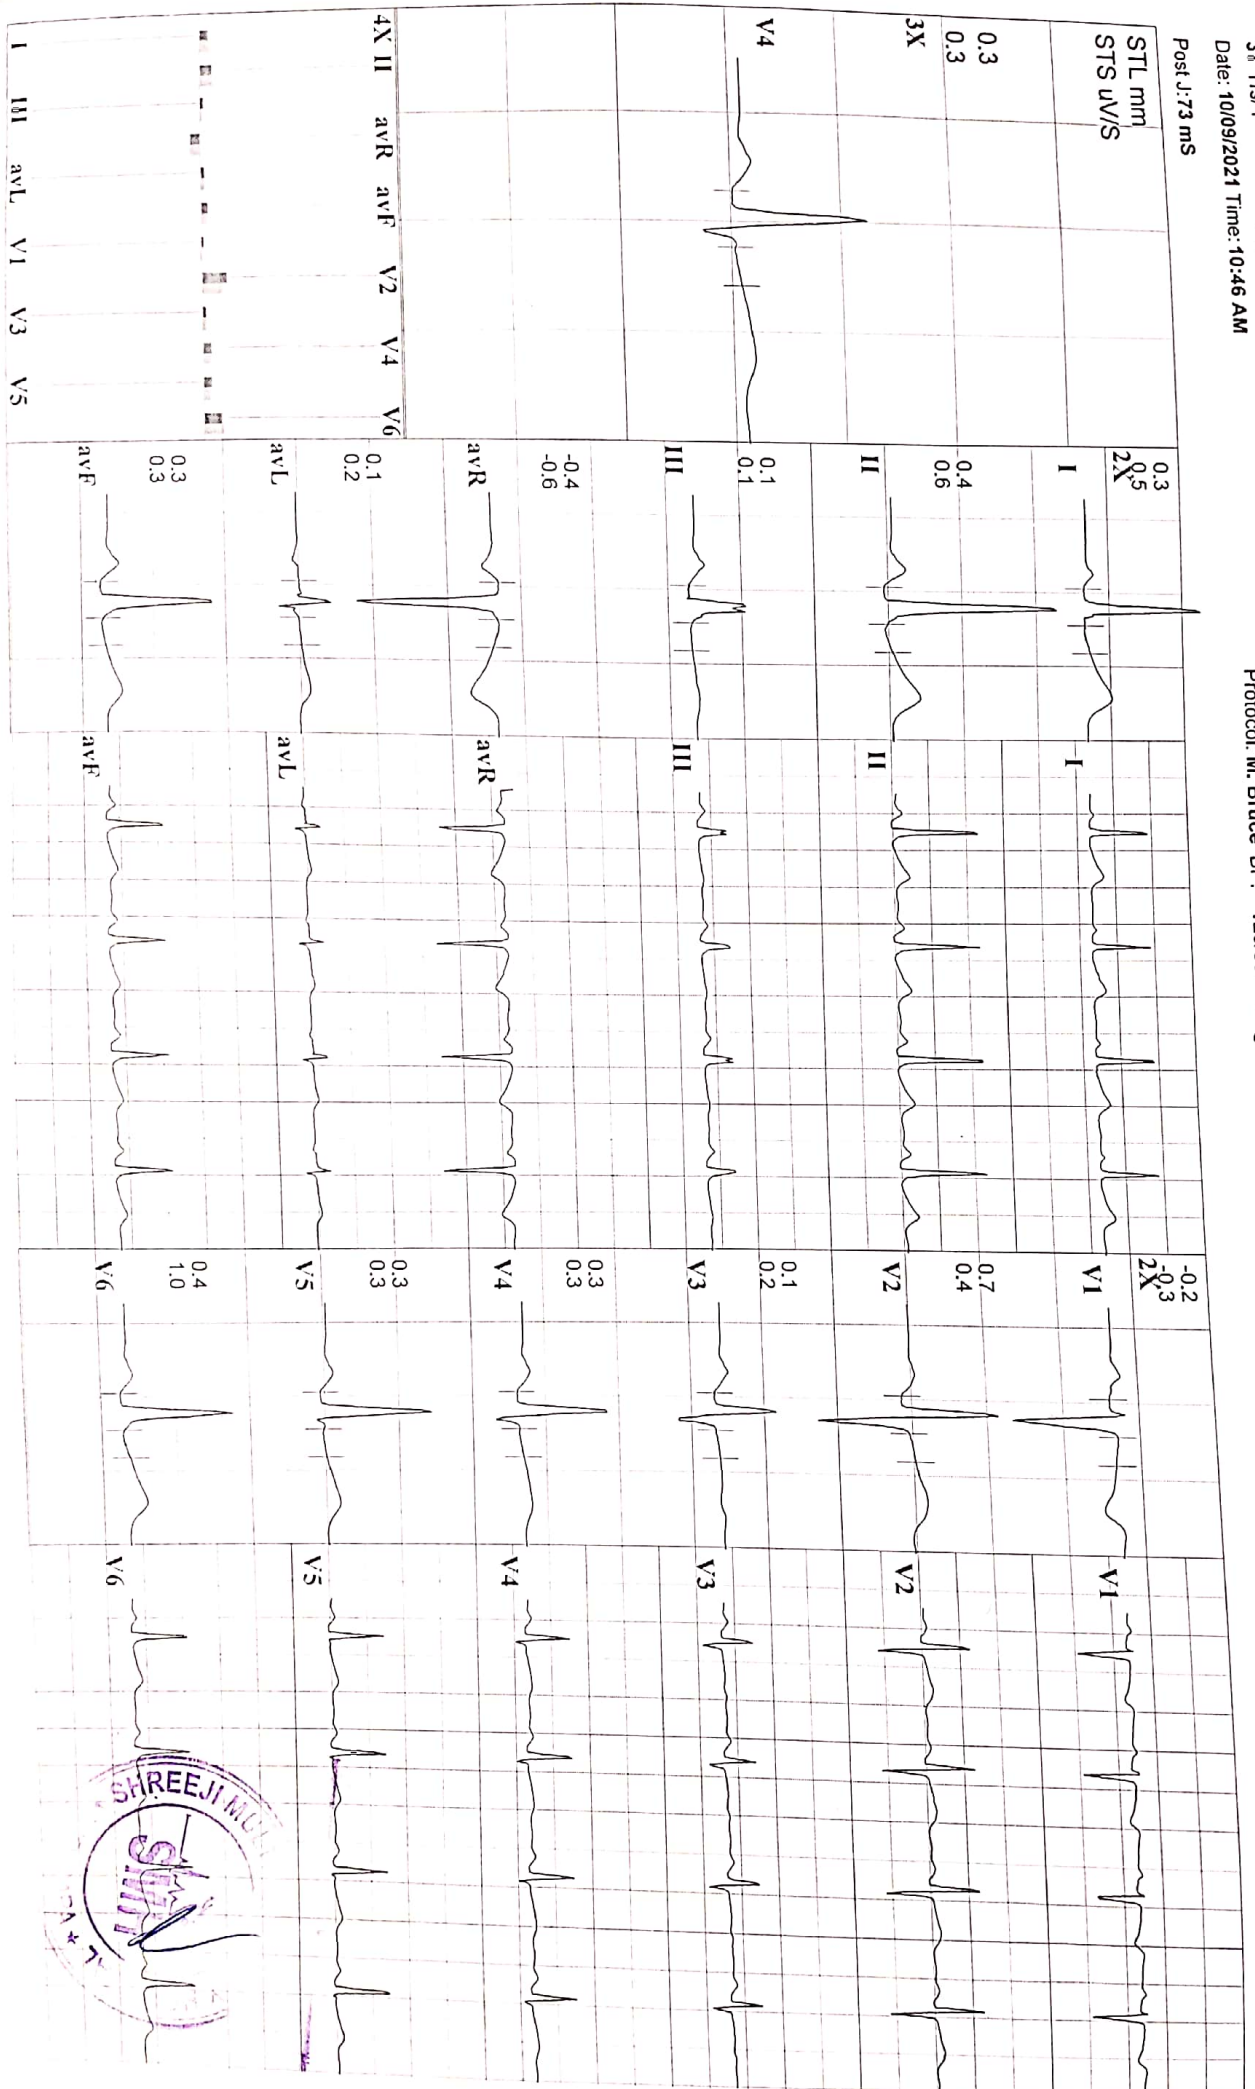 Date: 10/09/2021 Time: 10:46 AM
Post J:73 mS
STL mm
STS uV/S
0.3
0.3
3X
V4
4X II avR avF V2 V4 V6
I III avL V1 V3 V5
0.3
0.5
2X
I
0.4
0.6
II
0.1
0.1
III
-0.4
-0.6
avR
0.1
0.2
avL
0.3
0.3
avF
I
II
III
avR
avL
avF
-0.2
-0.3
2X
V1
0.7
0.4
V2
0.1
0.2
V3
0.3
0.3
V4
0.3
0.3
V5
0.4
1.0
V6
V1
V2
V3
V4
V5
V6
SHREEJI